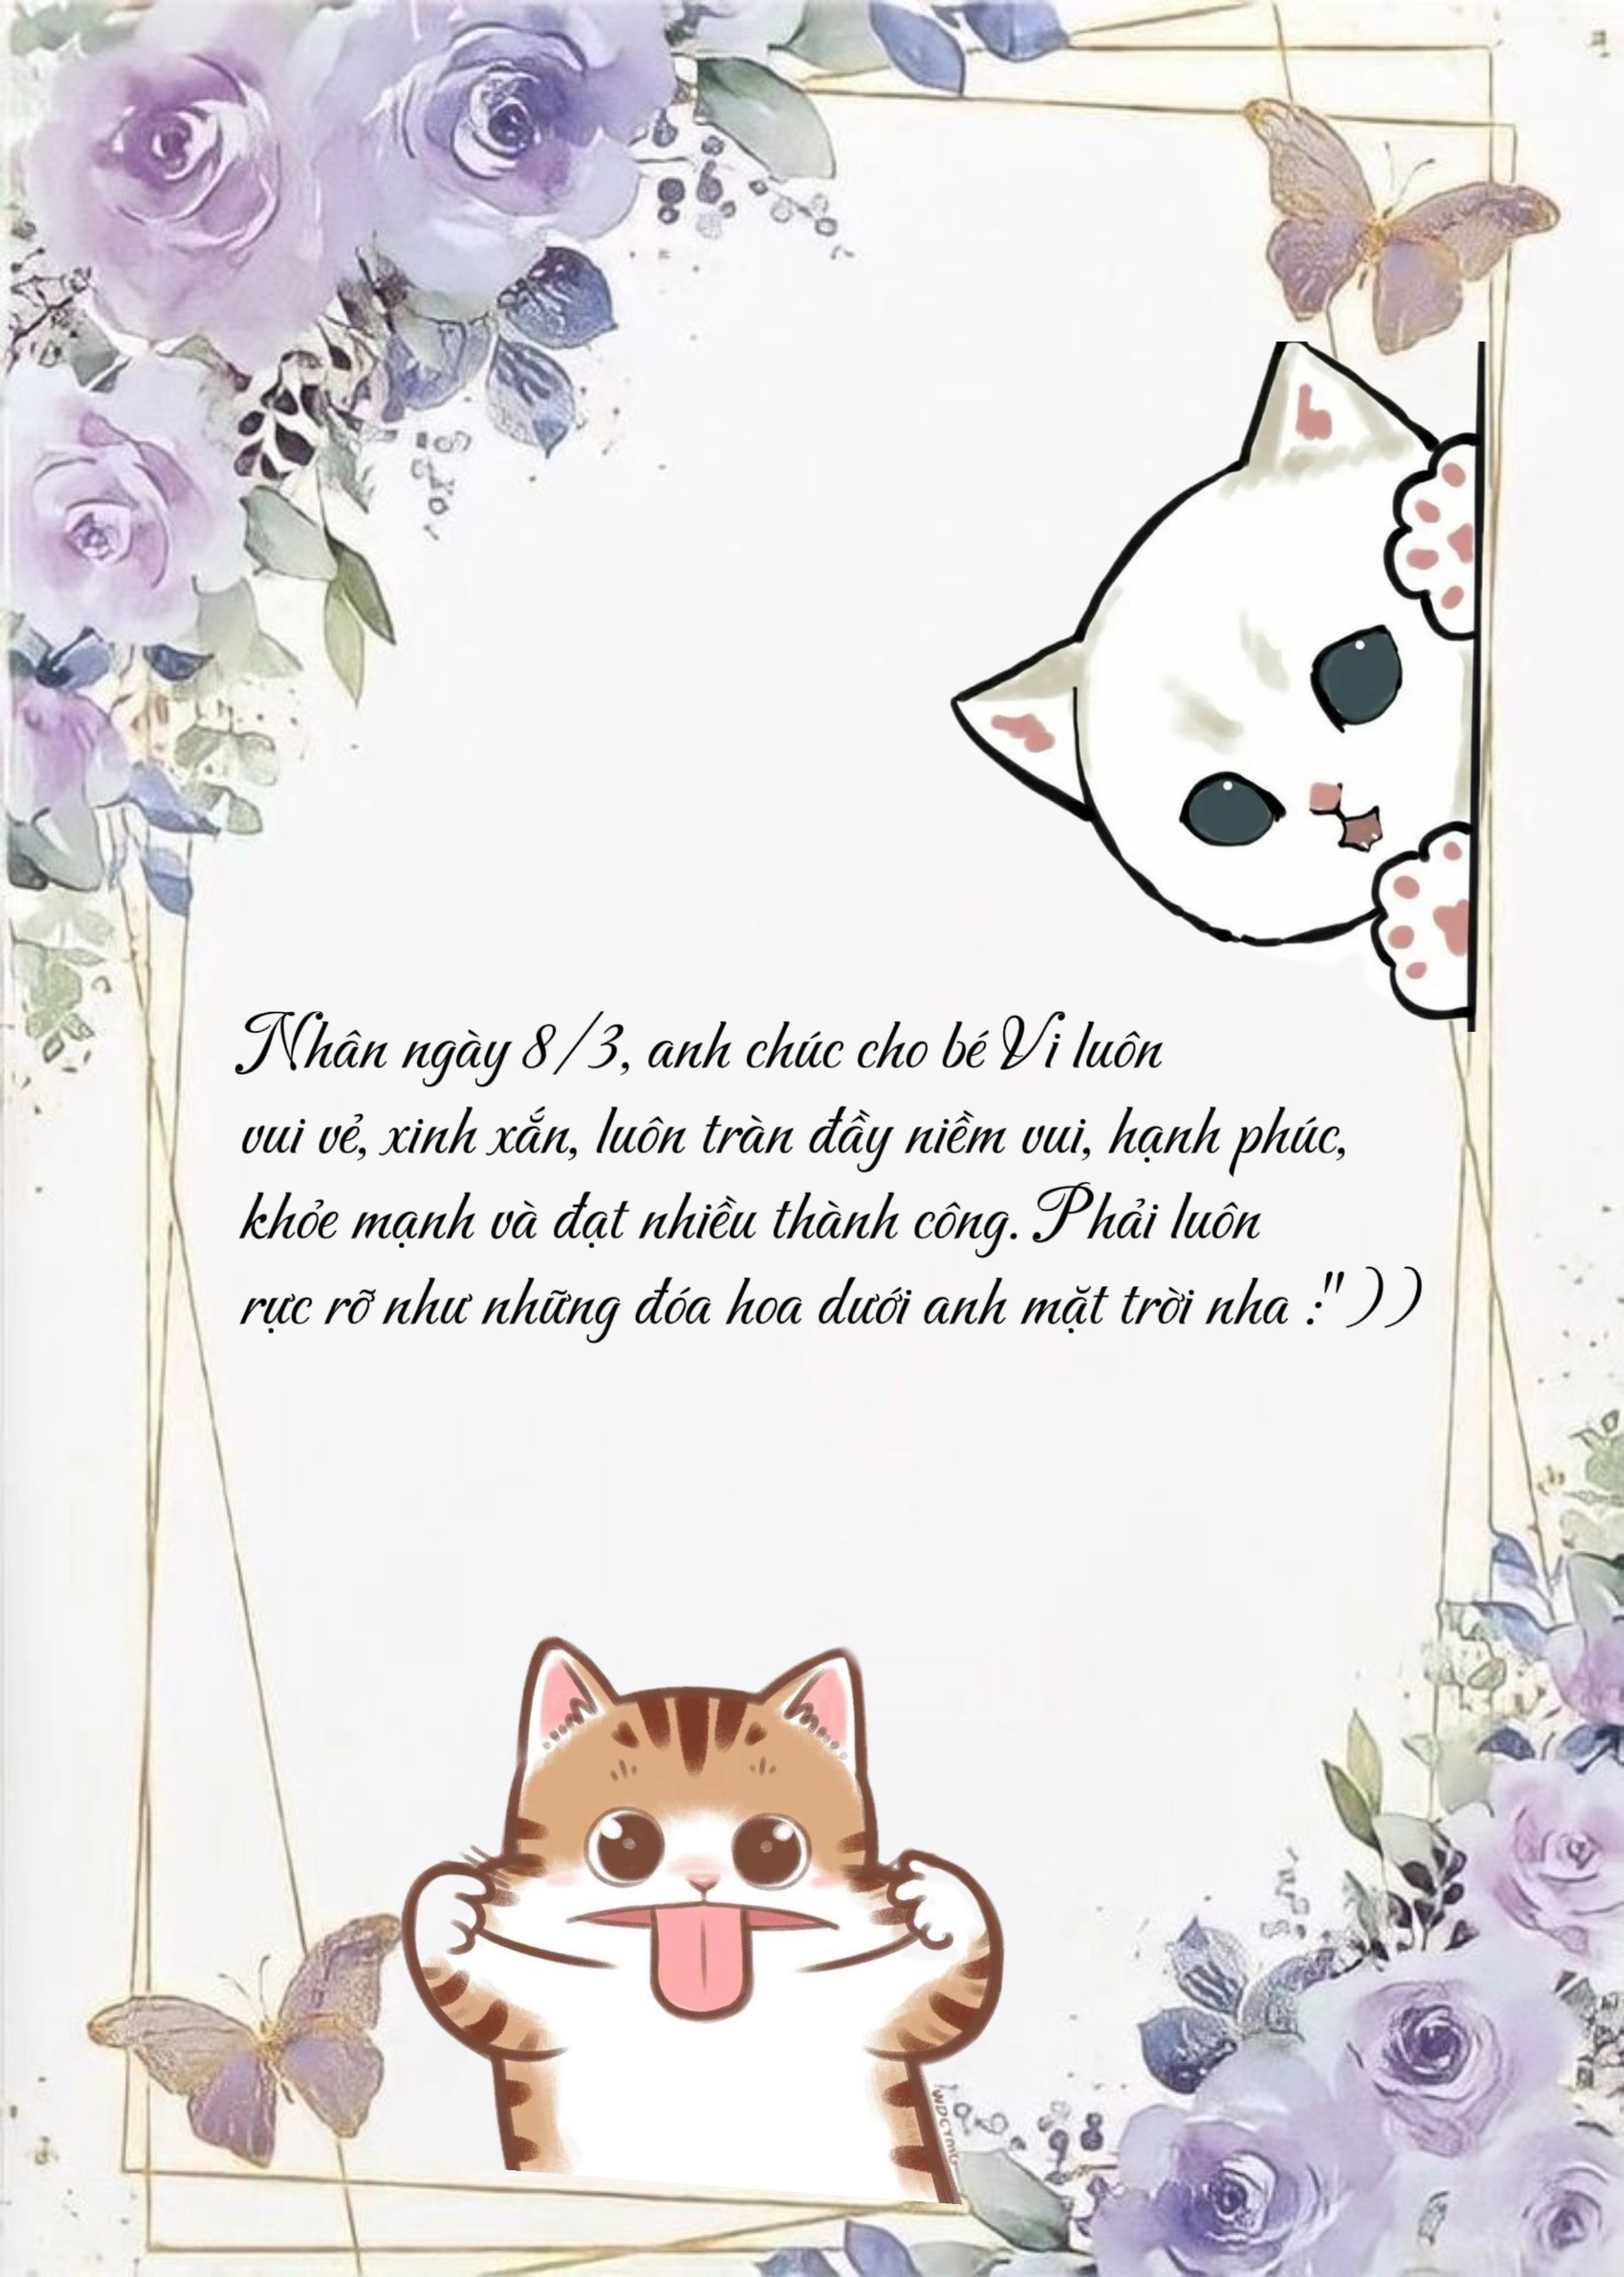 Nhân ngày 8/3, anh chúc cho bé Vi luôn
vui vẻ, xinh xắn, luôn tràn đầy niềm vui, hạnh phúc,
khỏe mạnh và đạt nhiều thành công. Phải luôn
rực rỡ như những đóa hoa dưới anh mặt trời nha :" ) )